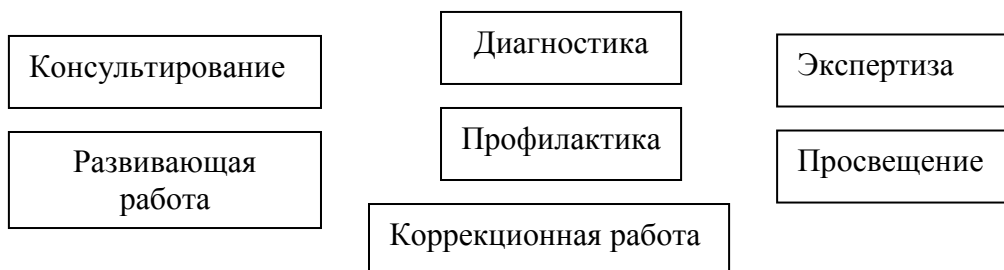 Консультирование
Диагностика
Экспертиза
Развивающая
работа
Профилактика
Просвещение
Коррекционная работа